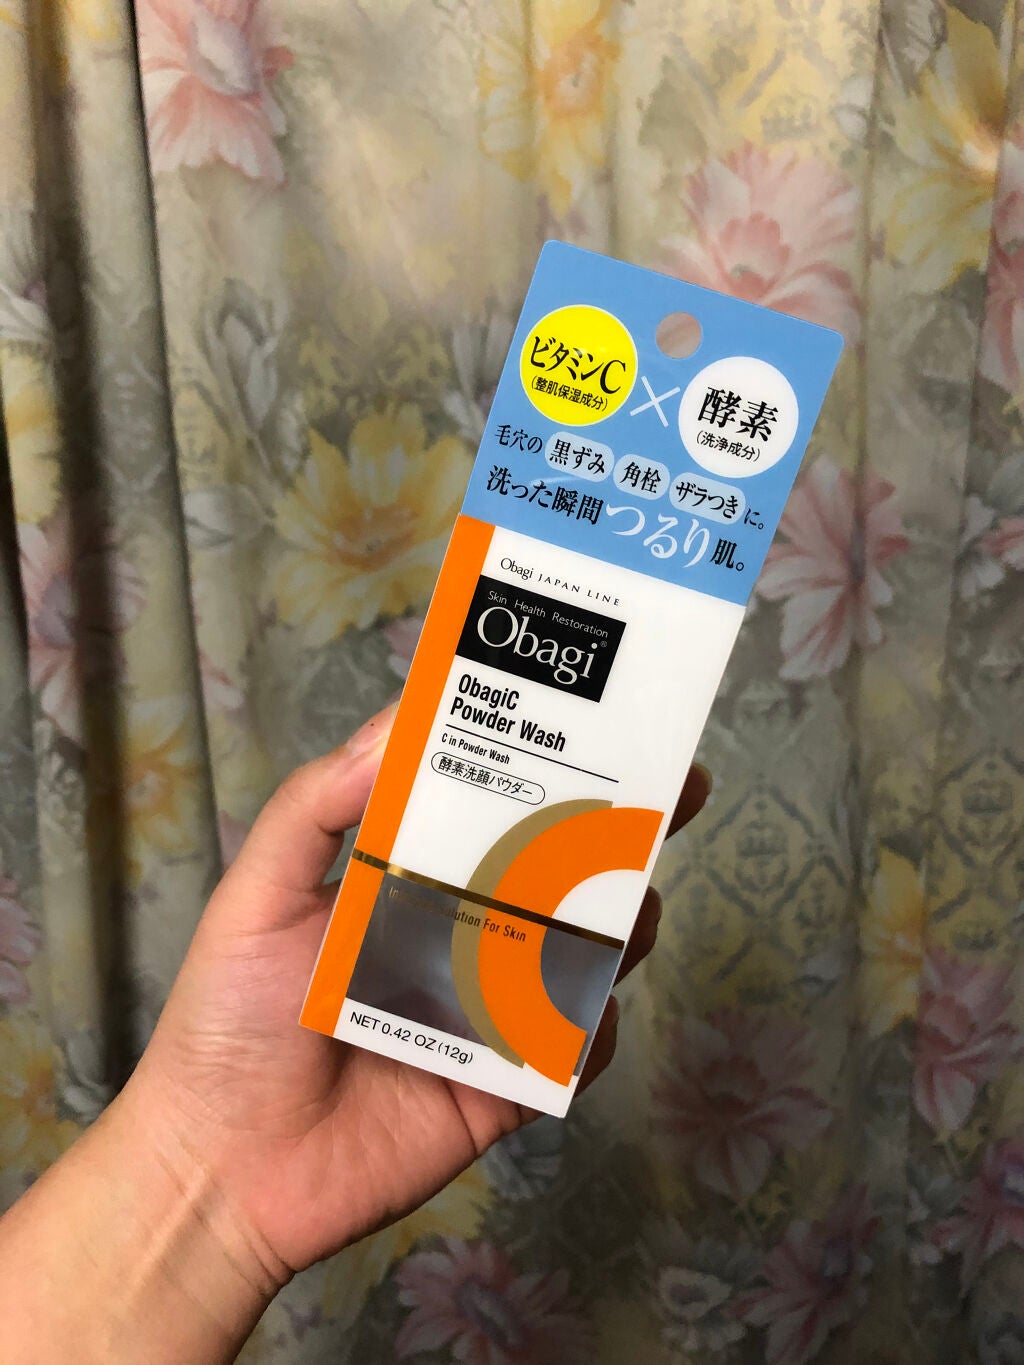 ビタミンC
(整肌保湿成分)
×
酵素
(洗浄成分)
毛穴の 黒ずみ 角栓 ザラつき に。
洗った瞬間つるり肌。
Obagi JAPAN LINE
Skin Health Restoration
Obagi®
ObagiC
Powder Wash
C in Powder Wash
酵素洗顔パウダー
For Skin
NET 0.42 OZ (12g)